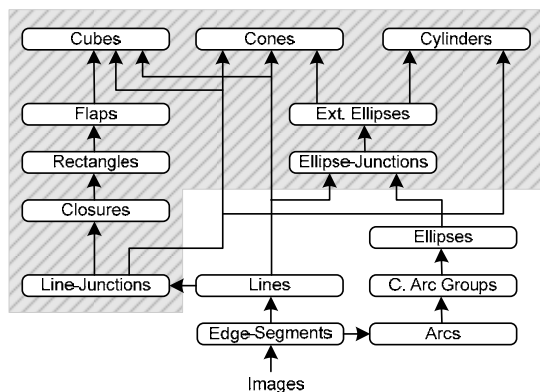 Cubes
Cones
Cylinders
Flaps
Ext. Ellipses
Rectangles
Ellipse-Junctions
Closures
Ellipses
Line-Junctions
Lines
C. Arc Groups
Edge-Segments
Arcs
Images